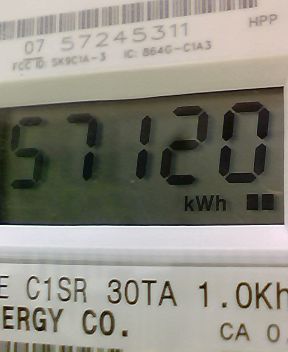 07 57245311 HPP
FCC ID: SK9C1A-3 IC: 864G-C1A3
57120
kWh
E C1SR 30TA 1.0Kh
ERGY CO. CA 0.